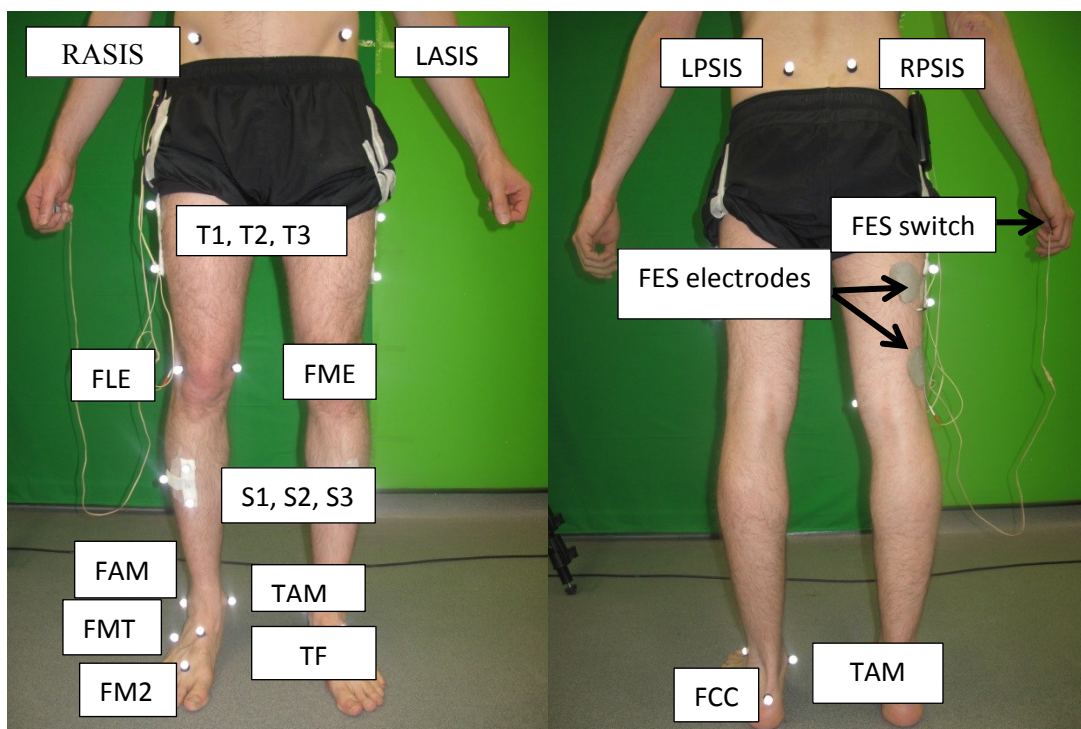 RASIS
LASIS
T1, T2, T3
FLE
FME
S1, S2, S3
FAM
TAM
FMT
TF
FM2
LPSIS
RPSIS
FES switch
FES electrodes
TAM
FCC